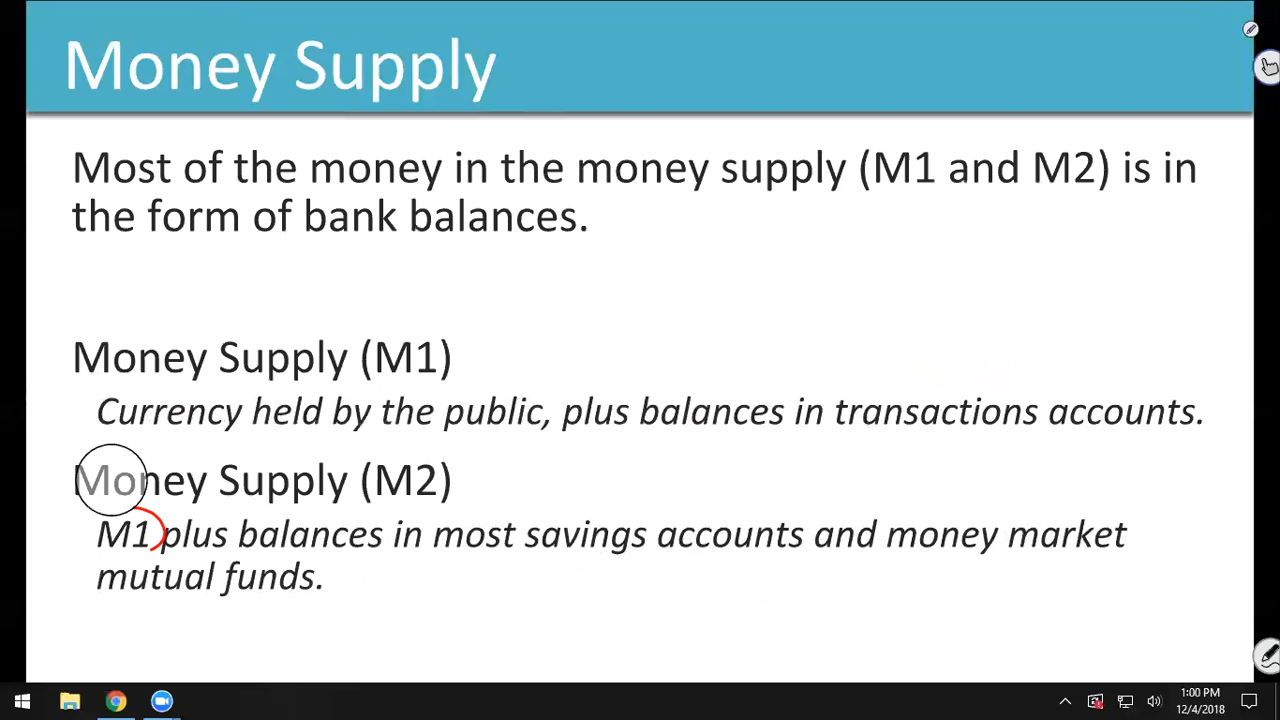 Money Supply
Most of the money in the money supply (M1 and M2) is in
the form of bank balances.
Money Supply (M1)
Currency held by the public, plus balances in transactions accounts.
Money Supply (M2)
M1 plus balances in most savings accounts and money market
mutual funds.
1:00 PM
12/4/2018